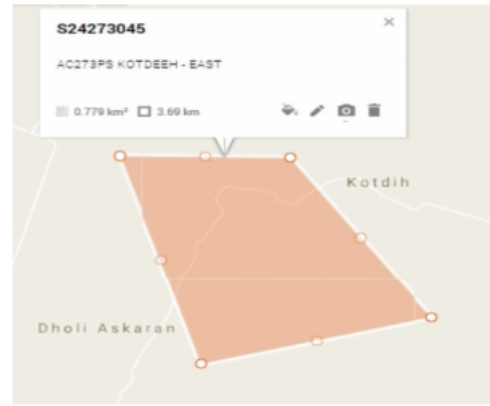 S24273045
AC273PS KOTDEEH - EAST
0.779 km² 3.69 km
Kotdih
Dholi Askaran